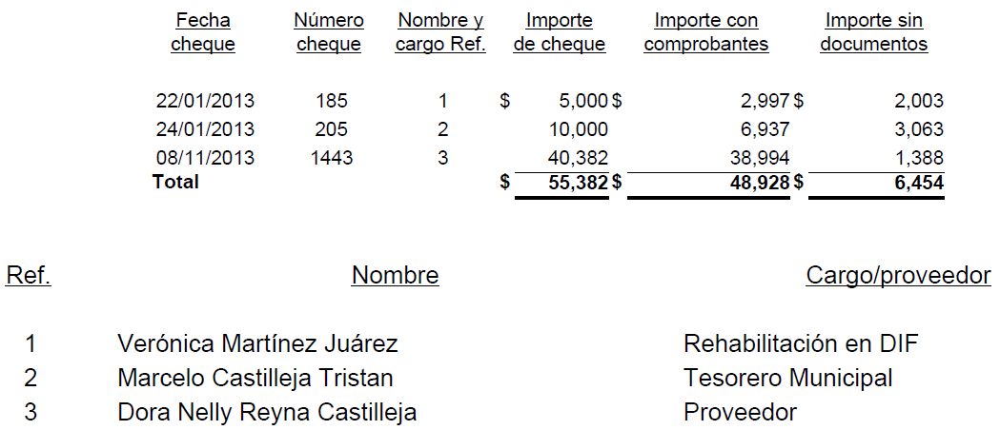 Fecha Número Nombre y Importe Importe con Importe sin
cheque cheque cargo Ref. de cheque comprobantes documentos
22/01/2013 185 1 $ 5,000 $ 2,997 $ 2,003
24/01/2013 205 2 10,000 6,937 3,063
08/11/2013 1443 3 40,382 38,994 1,388
Total $ 55,382 $ 48,928 $ 6,454
Ref. Nombre Cargo/proveedor
1 Verónica Martínez Juárez Rehabilitación en DIF
2 Marcelo Castilleja Tristan Tesorero Municipal
3 Dora Nelly Reyna Castilleja Proveedor